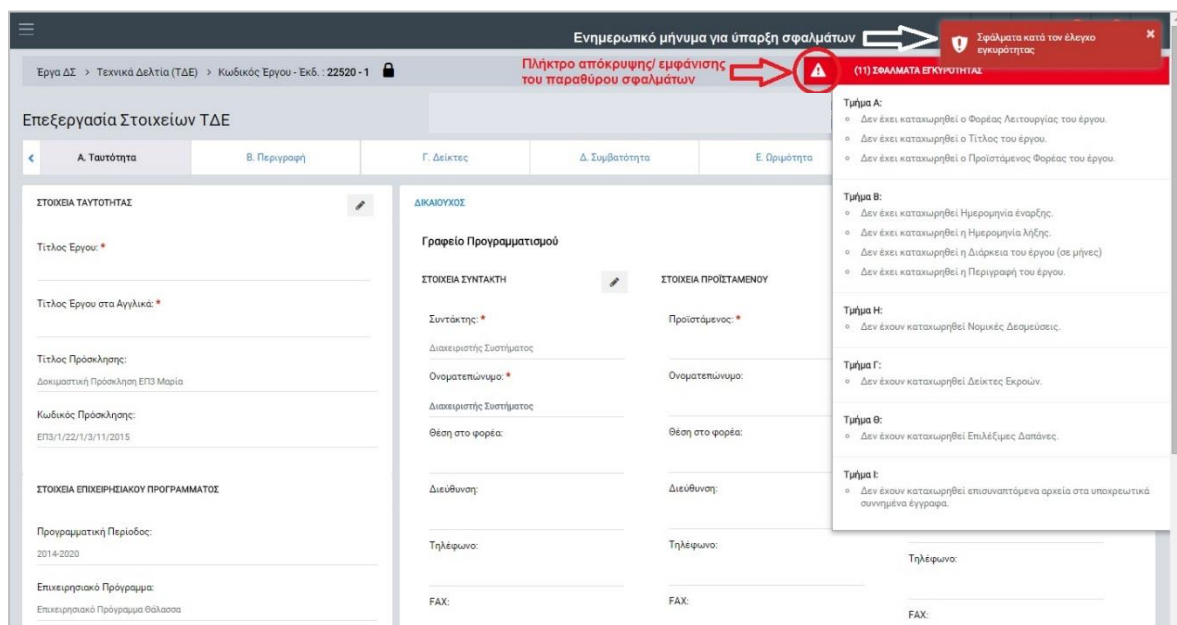 Ενημερωτικό μήνυμα για ύπαρξη σφαλμάτων
Σφάλματα κατά τον έλεγχο
εγκυρότητας
×
Έργα ΔΣ > Τεχνικά Δελτία (ΤΔΕ) > Κωδικός Έργου - Έκδ. : 22520 - 1
Πλήκτρο απόκρυψης/ εμφάνισης
του παραθύρου σφαλμάτων
(11) ΣΦΑΛΜΑΤΑ ΕΓΚΥΡΟΤΗΤΑΣ
Επεξεργασία Στοιχείων ΤΔΕ
Α. Ταυτότητα
Β. Περιγραφή
Γ. Δείκτες
Δ. Συμβατότητα
Ε. Ωριμότητα
ΣΤΟΙΧΕΙΑ ΤΑΥΤΟΤΗΤΑΣ
Τίτλος Έργου: *
Τίτλος Έργου στα Αγγλικά: *
Τίτλος Πρόσκλησης:
Δοκιμαστική Πρόσκληση ΕΠ3 Μαρία
Κωδικός Πρόσκλησης:
ΕΠ3/1/22/1/3/11/2015
ΣΤΟΙΧΕΙΑ ΕΠΙΧΕΙΡΗΣΙΑΚΟΥ ΠΡΟΓΡΑΜΜΑΤΟΣ
Προγραμματική Περίοδος:
2014-2020
Επιχειρησιακό Πρόγραμμα:
Επιχειρησιακό Πρόγραμμα Θάλασσα
ΔΙΚΑΙΟΥΧΟΣ
Γραφείο Προγραμματισμού
ΣΤΟΙΧΕΙΑ ΣΥΝΤΑΚΤΗ
Συντάκτης: *
Διαχειριστής Συστήματος
Ονοματεπώνυμο: *
Διαχειριστής Συστήματος
Θέση στο φορέα:
Διεύθυνση:
Τηλέφωνο:
FAX:
ΣΤΟΙΧΕΙΑ ΠΡΟΪΣΤΑΜΕΝΟΥ
Προϊστάμενος: *
Ονοματεπώνυμο:
Θέση στο φορέα:
Διεύθυνση:
Τηλέφωνο:
FAX:
Τμήμα Α:
Δεν έχει καταχωρηθεί ο Φορέας Λειτουργίας του έργου.
Δεν έχει καταχωρηθεί ο Τίτλος του έργου.
Δεν έχει καταχωρηθεί ο Προϊστάμενος Φορέας του έργου.
Τμήμα Β:
Δεν έχει καταχωρηθεί Ημερομηνία έναρξης.
Δεν έχει καταχωρηθεί η Ημερομηνία λήξης.
Δεν έχει καταχωρηθεί η Διάρκεια του έργου (σε μήνες)
Δεν έχει καταχωρηθεί η Περιγραφή του έργου.
Τμήμα Η:
Δεν έχουν καταχωρηθεί Νομικές Δεσμεύσεις.
Τμήμα Γ:
Δεν έχουν καταχωρηθεί Δείκτες Εκροών.
Τμήμα Θ:
Δεν έχουν καταχωρηθεί Επιλέξιμες Δαπάνες.
Τμήμα Ι:
Δεν έχουν καταχωρηθεί επισυναπτόμενα αρχεία στα υποχρεωτικά
συννημένα έγγραφα.
Τηλέφωνο:
FAX: